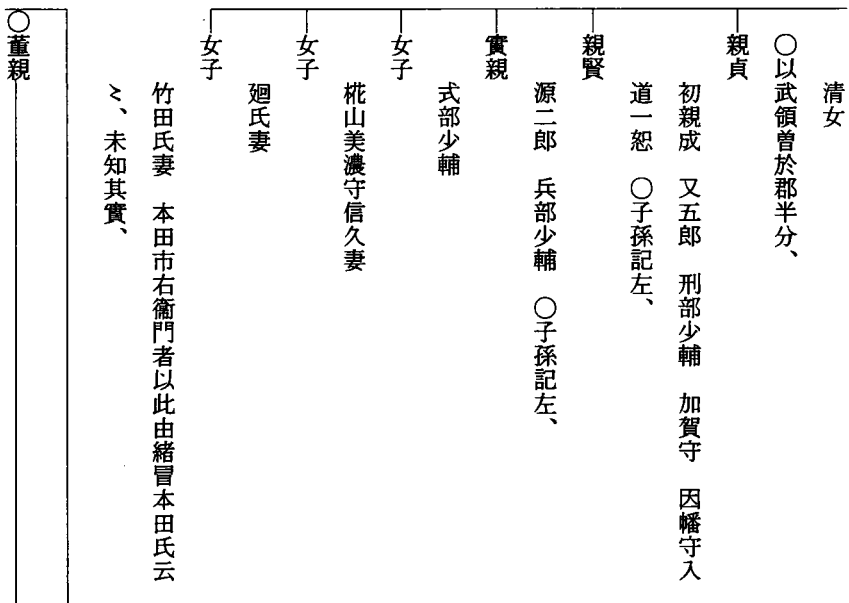 清女
○以武領曽於郡半分、
親貞
初親成　又五郎　刑部少輔　加賀守　因幡守入
道一恕　○子孫記左、
親賢
源二郎　兵部少輔　○子孫記左、
實親
式部少輔
女子
椛山美濃守信久妻
女子
廻氏妻
女子
竹田氏妻　本田市右衞門者以此由緒冒本田氏云
〻、未知其實、
○董親